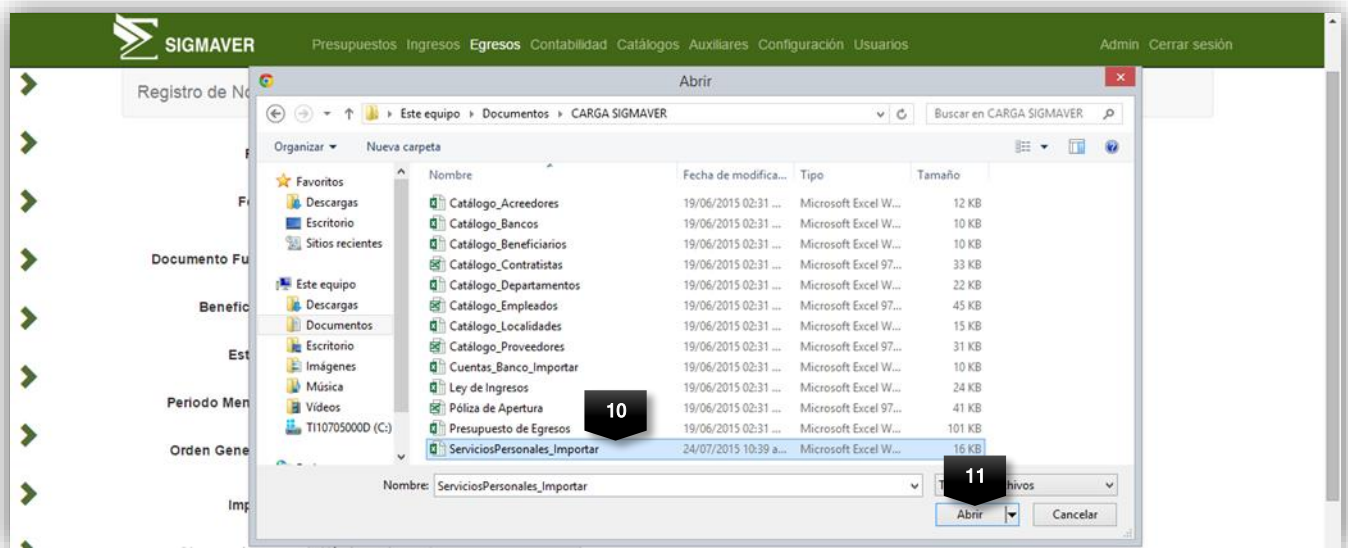 SIGMAVER Presupuestos Ingresos Egresos Contabilidad Catálogos Auxiliares Configuración Usuarios Admin Cerrar sesión
Abrir
Registro de
Este equipo Documentos CARGA SIGMAVER Buscar en CARGA SIGMAVER
Organizar Nueva carpeta
Nombre Fecha de modifica... Tipo Tamaño
Favoritos
Descargas Catálogo_Acreedores 19/06/2015 02:31 ... Microsoft Excel W... 12 KB
Escritorio Catálogo_Bancos 19/06/2015 02:31 ... Microsoft Excel W... 10 KB
Sitios recientes Catálogo_Beneficiarios 19/06/2015 02:31 ... Microsoft Excel W... 10 KB
Documento Fu Catálogo_Contratistas 19/06/2015 02:31 ... Microsoft Excel 97... 33 KB
Este equipo Catálogo_Departamentos 19/06/2015 02:31 ... Microsoft Excel W... 22 KB
Benefic Descargas Catálogo_Empleados 19/06/2015 02:31 ... Microsoft Excel 97... 45 KB
Documentos Catálogo_Localidades 19/06/2015 02:31 ... Microsoft Excel W... 15 KB
Est Escritorio Catálogo_Proveedores 19/06/2015 02:31 ... Microsoft Excel 97... 31 KB
Imágenes Cuentas_Banco_Importar 19/06/2015 02:31 ... Microsoft Excel W... 10 KB
Música Ley de Ingresos 19/06/2015 02:31 ... Microsoft Excel W... 24 KB
Periodo Men Vídeos Póliza de Apertura 10 19/06/2015 02:31 ... Microsoft Excel 97... 41 KB
TI10705000D (C:) Presupuesto de Egresos 19/06/2015 02:31 ... Microsoft Excel W... 101 KB
Orden Gene ServiciosPersonales_Importar 24/07/2015 10:39 a... Microsoft Excel W... 16 KB
11
Nombre: ServiciosPersonales_Importar hivos
Imp Abrir Cancelar